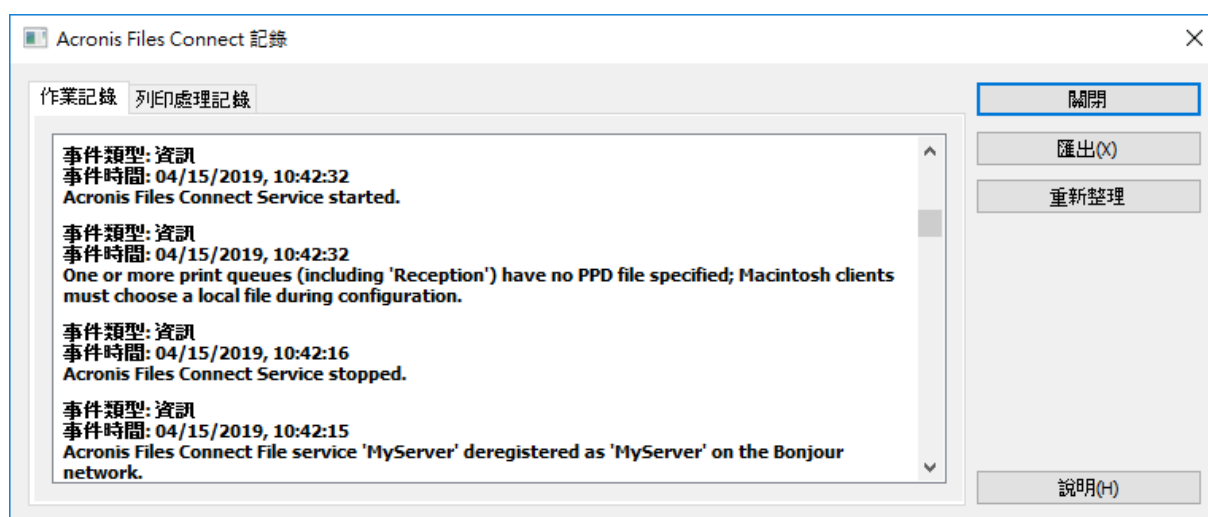 Acronis Files Connect 記錄
作業記錄 列印處理記錄
關閉
匯出(X)
重新整理
事件類型: 資訊
事件時間: 04/15/2019, 10:42:32
Acronis Files Connect Service started.
事件類型: 資訊
事件時間: 04/15/2019, 10:42:32
One or more print queues (including 'Reception') have no PPD file specified; Macintosh clients
must choose a local file during configuration.
事件類型: 資訊
事件時間: 04/15/2019, 10:42:16
Acronis Files Connect Service stopped.
事件類型: 資訊
事件時間: 04/15/2019, 10:42:15
Acronis Files Connect File service 'MyServer' deregistered as 'MyServer' on the Bonjour
network.
說明(H)